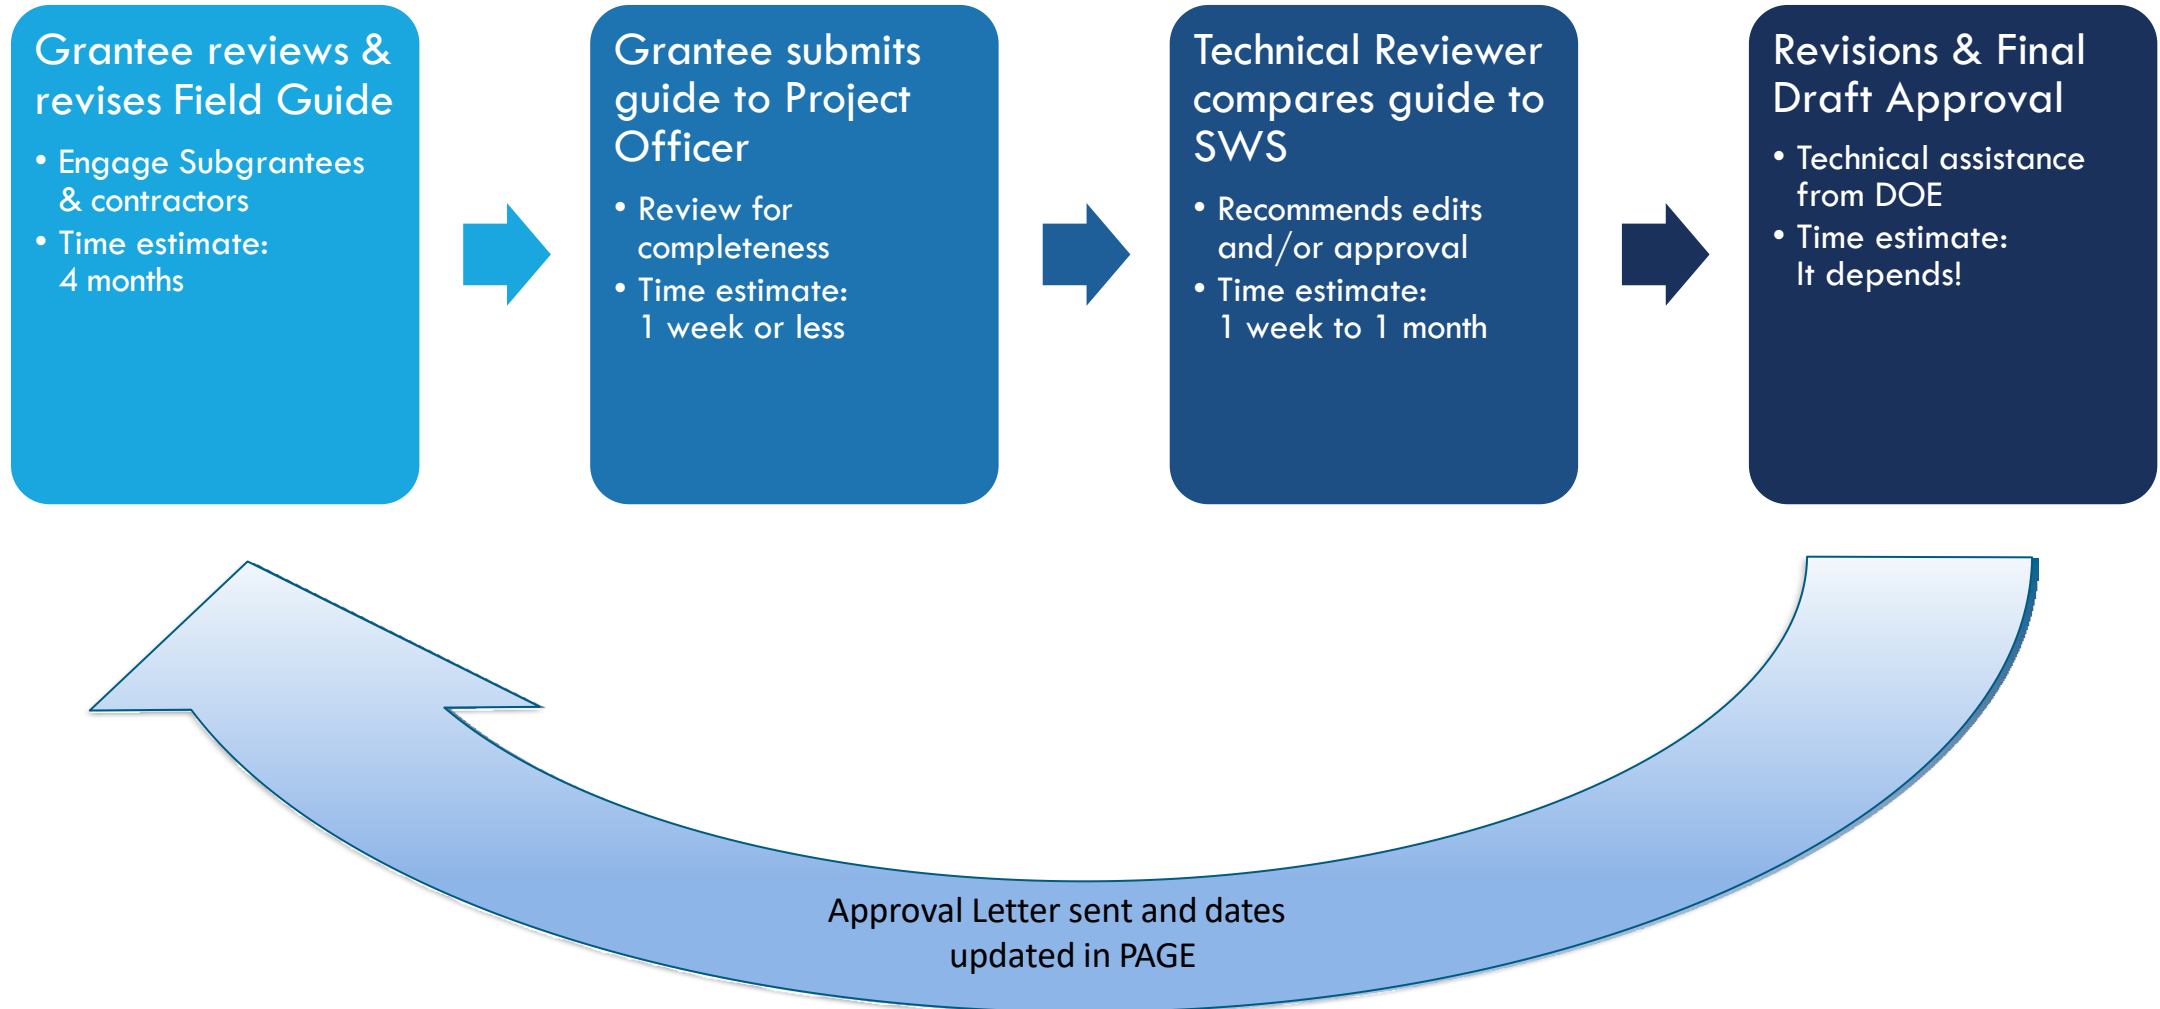 Grantee reviews &
revises Field Guide
• Engage Subgrantees
& contractors
• Time estimate:
4 months
Grantee submits
guide to Project
Officer
• Review for
completeness
• Time estimate:
1 week or less
Technical Reviewer
compares guide to
SWS
• Recommends edits
and/or approval
• Time estimate:
1 week to 1 month
Revisions & Final
Draft Approval
• Technical assistance
from DOE
• Time estimate:
It depends!
Approval Letter sent and dates
updated in PAGE